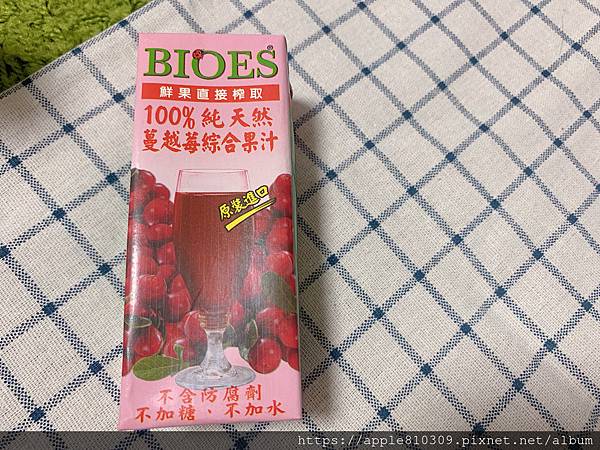 BIOES®
鮮果直接榨取
100%純天然
蔓越莓綜合果汁
原裝進口
不含防腐劑
不加糖、不加水
https://apple810309.pixnet.net/album